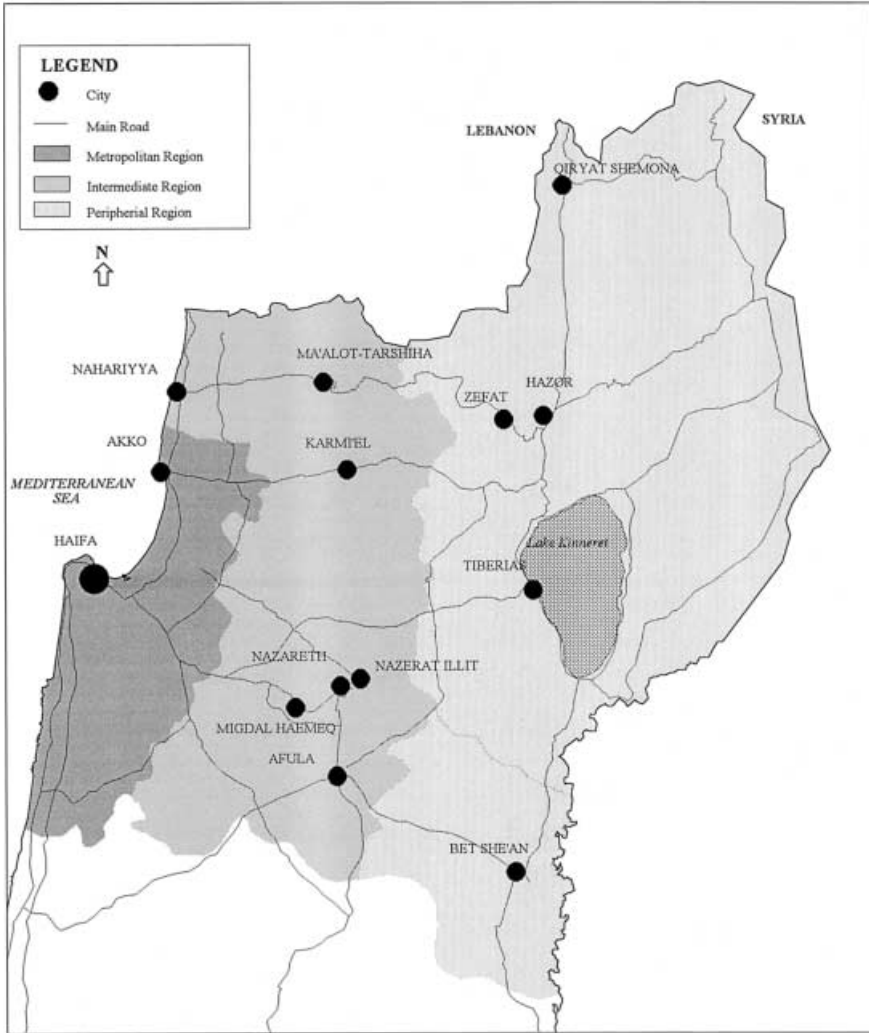 LEGEND
City
Main Road
Metropolitan Region
Intermediate Region
Peripherial Region
N
LEBANON
SYRIA
QIRYAT SHEMONA
MA'ALOT-TARSHIHA
NAHARIYYA
HAZOR
ZEFAT
AKKO
KARMI'EL
MEDITERRANEAN
SEA
HAIFA
Lake Kinneret
TIBERIAS
NAZARETH
NAZERAT ILLIT
MIGDAL HAEMEQ
AFULA
BET SHE'AN